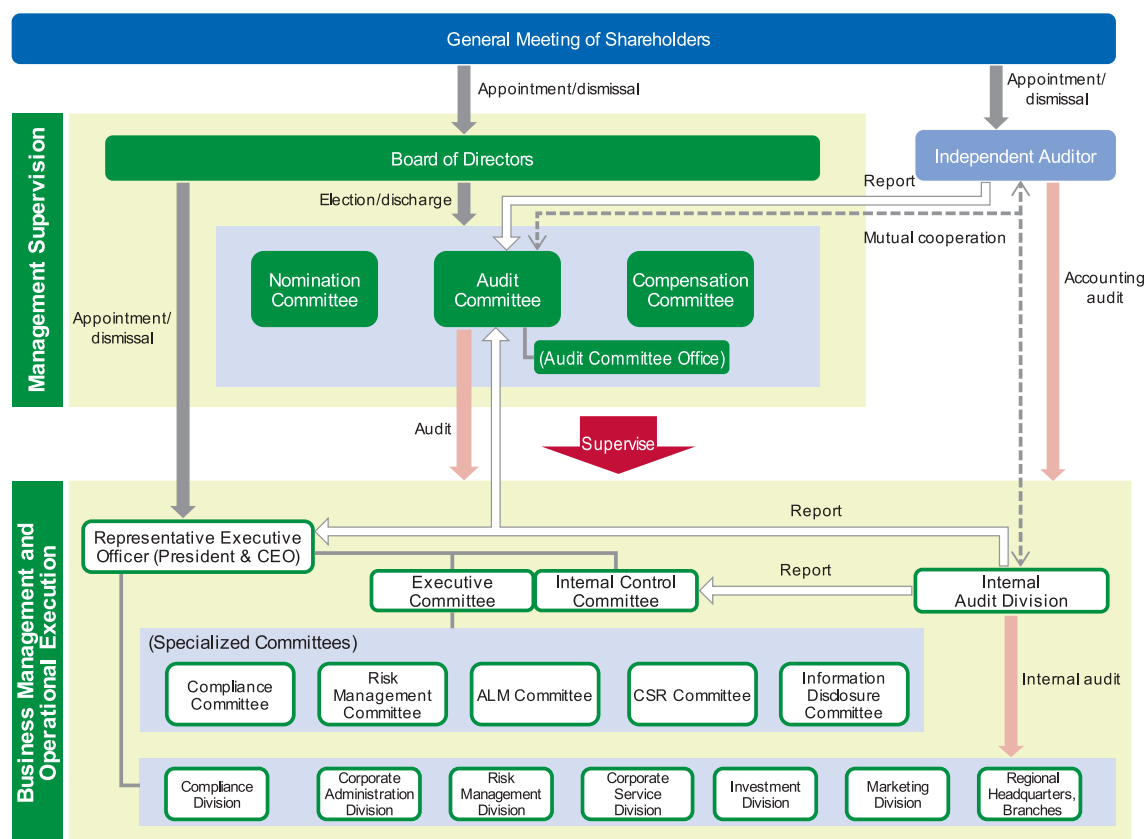 General Meeting of Shareholders
Appointment/dismissal
Appointment/
dismissal
Management Supervision
Board of Directors
Independent Auditor
Report
Election/discharge
Mutual cooperation
Nomination
Committee
Audit
Committee
Compensation
Committee
Accounting
audit
Appointment/
dismissal
(Audit Committee Office)
Audit
Supervise
Business Management and
Operational Execution
Representative Executive
Officer (President & CEO)
Report
Executive
Committee
Internal Control
Committee
Report
Internal
Audit Division
(Specialized Committees)
Compliance
Committee
Risk
Management
Committee
ALM Committee
CSR Committee
Information
Disclosure
Committee
Internal audit
Compliance
Division
Corporate
Administration
Division
Risk
Management
Division
Corporate
Service
Division
Investment
Division
Marketing
Division
Regional
Headquarters,
Branches